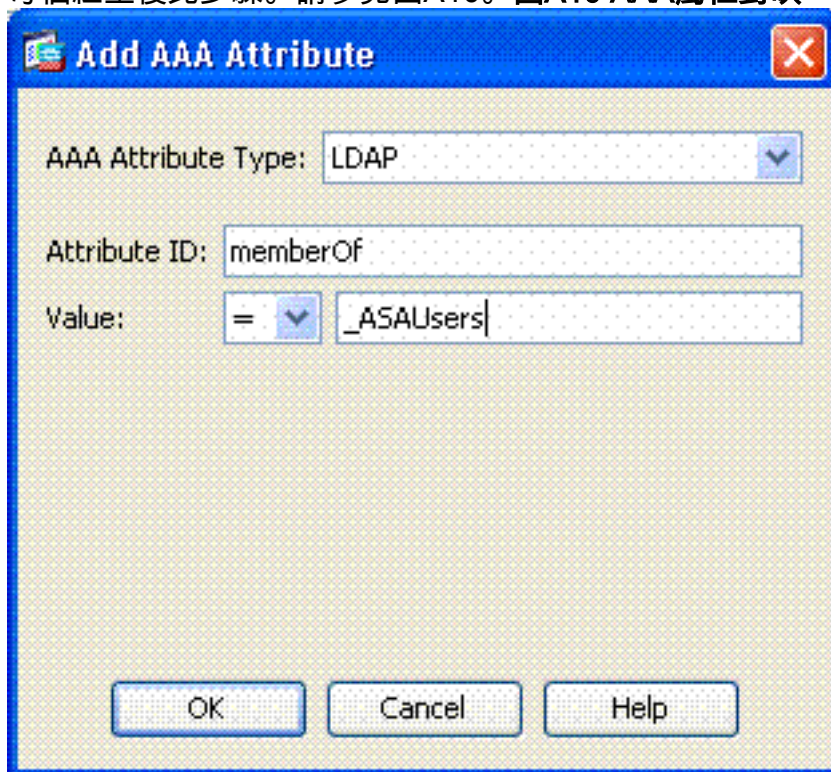 Add AAA Attribute
AAA Attribute Type: LDAP
Attribute ID: memberOf
Value: = _ASAUsers
OK Cancel Help